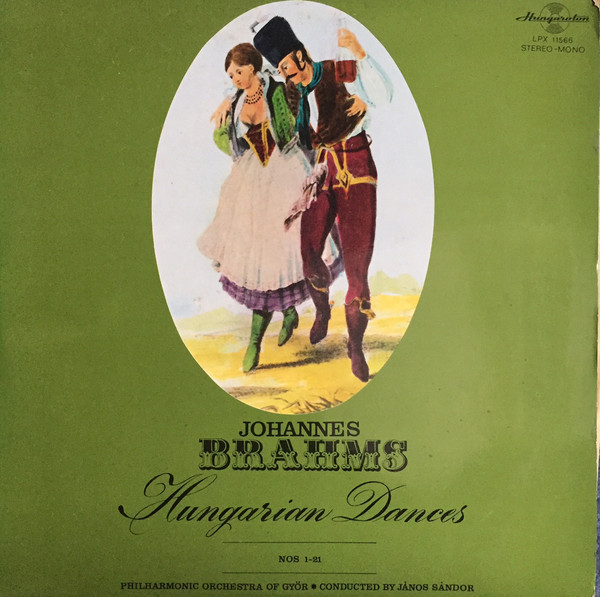 Hungaroton
LPX 11566
STEREO-MONO
JOHANNES
BRAHMS
Hungarian Dances
NOS 1-21
PHILHARMONIC ORCHESTRA OF GYŐR ● CONDUCTED BY JÁNOS SÁNDOR